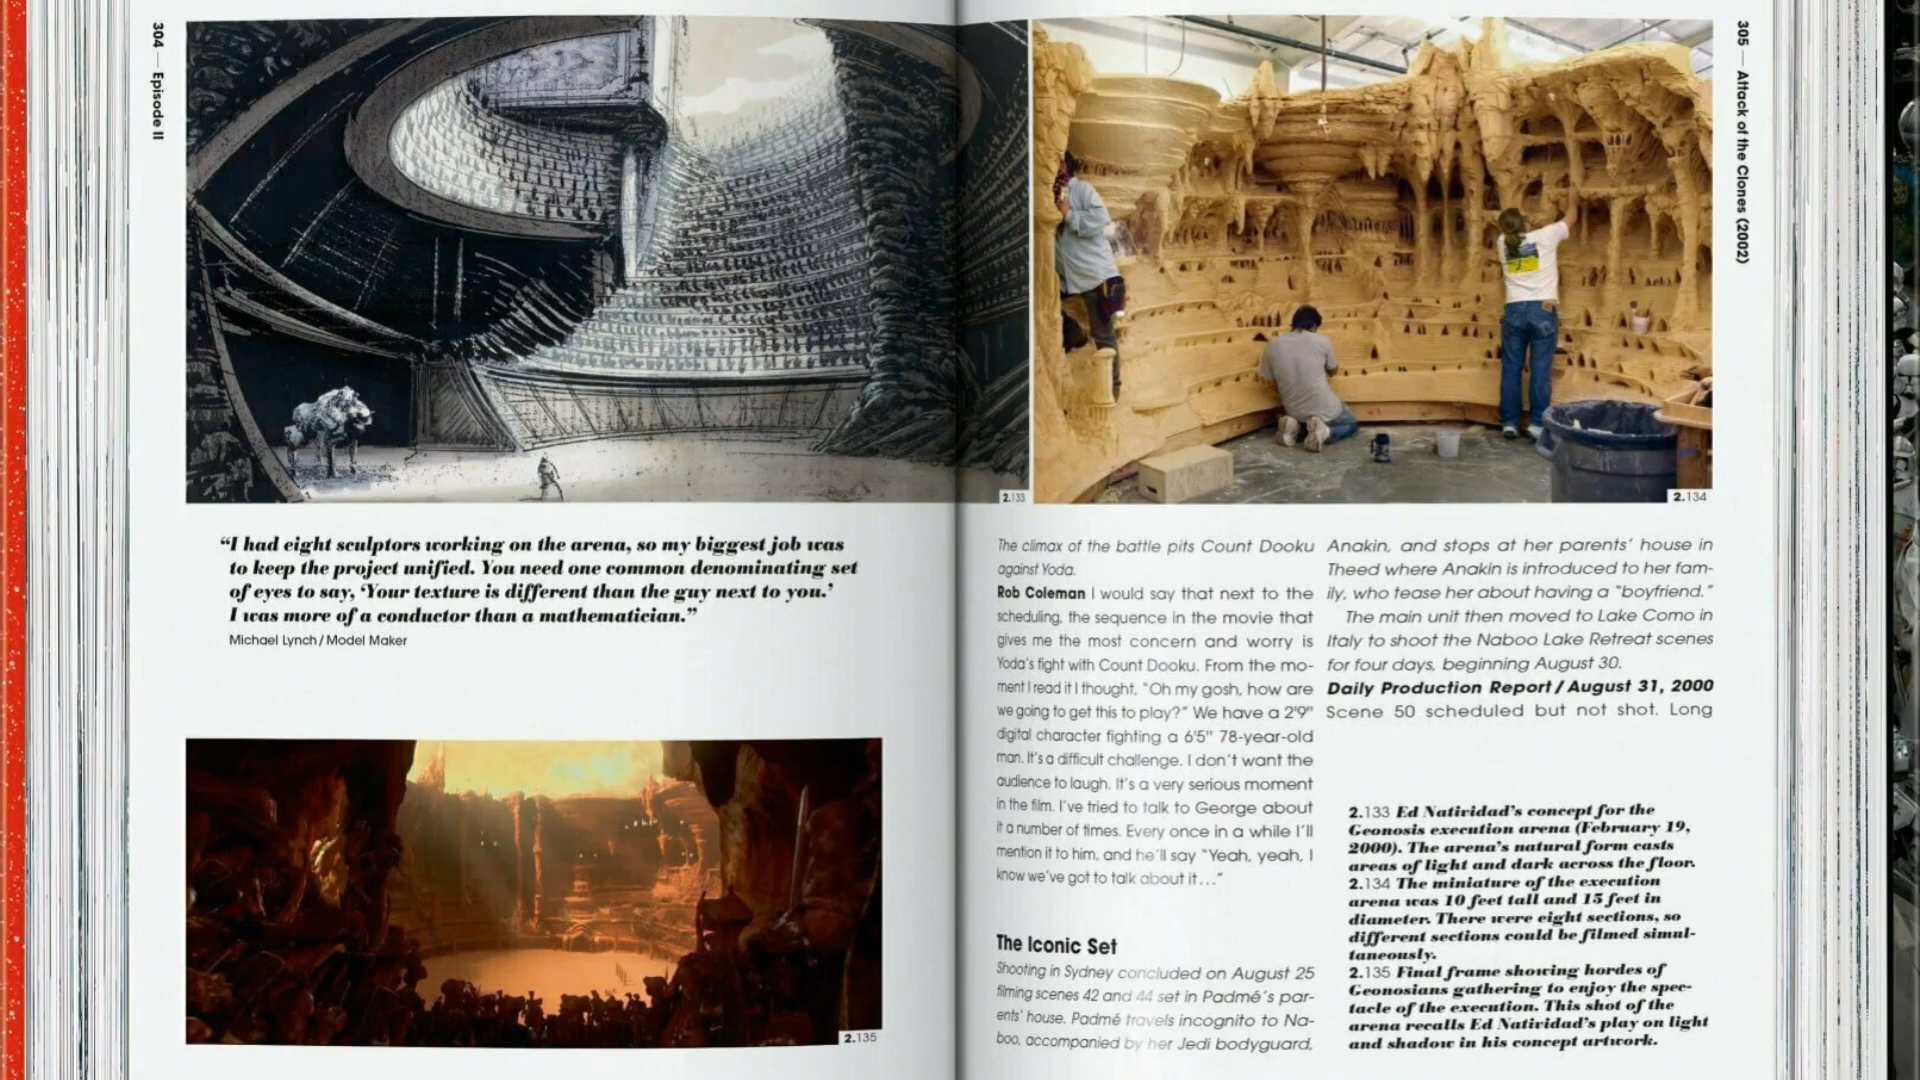 304 — Episode II
2.133
“I had eight sculptors working on the arena, so my biggest job was
to keep the project unified. You need one common denominating set
of eyes to say, ‘Your texture is different than the guy next to you.’
I was more of a conductor than a mathematician.”
Michael Lynch / Model Maker
2.135
305 — Attack of the Clones (2002)
2.134
The climax of the battle pits Count Dooku
against Yoda.
Rob Coleman I would say that next to the
scheduling, the sequence in the movie that
gives me the most concern and worry is
Yoda's fight with Count Dooku. From the mo-
ment I read it I thought, “Oh my gosh, how are
we going to get this to play?” We have a 2'9"
digital character fighting a 6'5" 78-year-old
man. It's a difficult challenge. I don't want the
audience to laugh. It's a very serious moment
in the film. I've tried to talk to George about
it a number of times. Every once in a while I'll
mention it to him, and he'll say “Yeah, yeah, I
know we've got to talk about it...”
The Iconic Set
Shooting in Sydney concluded on August 25
filming scenes 42 and 44 set in Padmé's par-
ents' house. Padmé travels incognito to Na-
boo, accompanied by her Jedi bodyguard,
Anakin, and stops at her parents' house in
Theed where Anakin is introduced to her fam-
ily, who tease her about having a “boyfriend.”
The main unit then moved to Lake Como in
Italy to shoot the Naboo Lake Retreat scenes
for four days, beginning August 30.
Daily Production Report / August 31, 2000
Scene 50 scheduled but not shot. Long
2.133 Ed Natividad's concept for the
Geonosis execution arena (February 19,
2000). The arena's natural form casts
areas of light and dark across the floor.
2.134 The miniature of the execution
arena was 10 feet tall and 15 feet in
diameter. There were eight sections, so
different sections could be filmed simul-
taneously.
2.135 Final frame showing hordes of
Geonosians gathering to enjoy the spec-
tacle of the execution. This shot of the
arena recalls Ed Natividad's play on light
and shadow in his concept artwork.